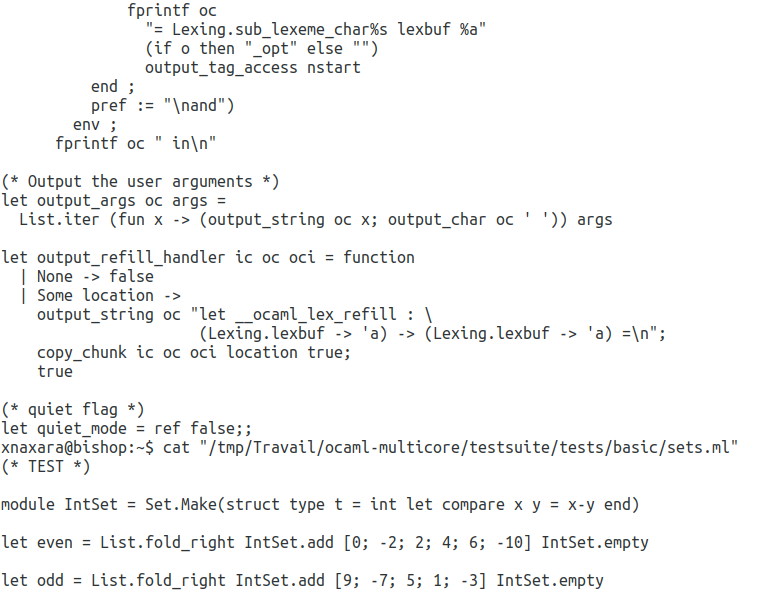 fprintf oc
                "= Lexing.sub_lexeme_char%s lexbuf %a"
                (if o then "_opt" else "")
                output_tag_access nstart
          end ;
          pref := "\nand")
        env ;
      fprintf oc " in\n"

(* Output the user arguments *)
let output_args oc args =
  List.iter (fun x -> (output_string oc x; output_char oc ' ')) args

let output_refill_handler ic oc oci = function
  | None -> false
  | Some location ->
    output_string oc "let __ocaml_lex_refill : \
                      (Lexing.lexbuf -> 'a) -> (Lexing.lexbuf -> 'a) =\n";
    copy_chunk ic oc oci location true;
    true

(* quiet flag *)
let quiet_mode = ref false;;
xnaxara@bishop:~$ cat "/tmp/Travail/ocaml-multicore/testsuite/tests/basic/sets.ml"
(* TEST *)

module IntSet = Set.Make(struct type t = int let compare x y = x-y end)

let even = List.fold_right IntSet.add [0; -2; 2; 4; 6; -10] IntSet.empty

let odd = List.fold_right IntSet.add [9; -7; 5; 1; -3] IntSet.empty